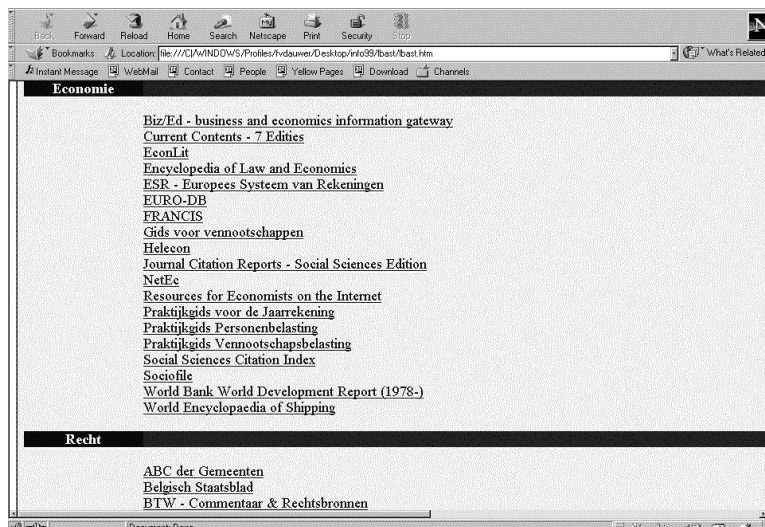 Back Forward Reload Home Search Netscape Print Security Stop
N
Bookmarks Location: file:///C|/WINDOWS/Profiles/fvdauwer/Desktop/info99/lbast/lbast.htm What's Related
Instant Message WebMail Contact People Yellow Pages Download Channels
Economie
Biz/Ed - business and economics information gateway
Current Contents - 7 Edities
EconLit
Encyclopedia of Law and Economics
ESR - Europees Systeem van Rekeningen
EURO-DB
FRANCIS
Gids voor vennootschappen
Helecon
Journal Citation Reports - Social Sciences Edition
NetEc
Resources for Economists on the Internet
Praktijkgids voor de Jaarrekening
Praktijkgids Personenbelasting
Praktijkgids Vennootschapsbelasting
Social Sciences Citation Index
Sociofile
World Bank World Development Report (1978-)
World Encyclopaedia of Shipping
Recht
ABC der Gemeenten
Belgisch Staatsblad
BTW - Commentaar & Rechtsbronnen
Document: Done